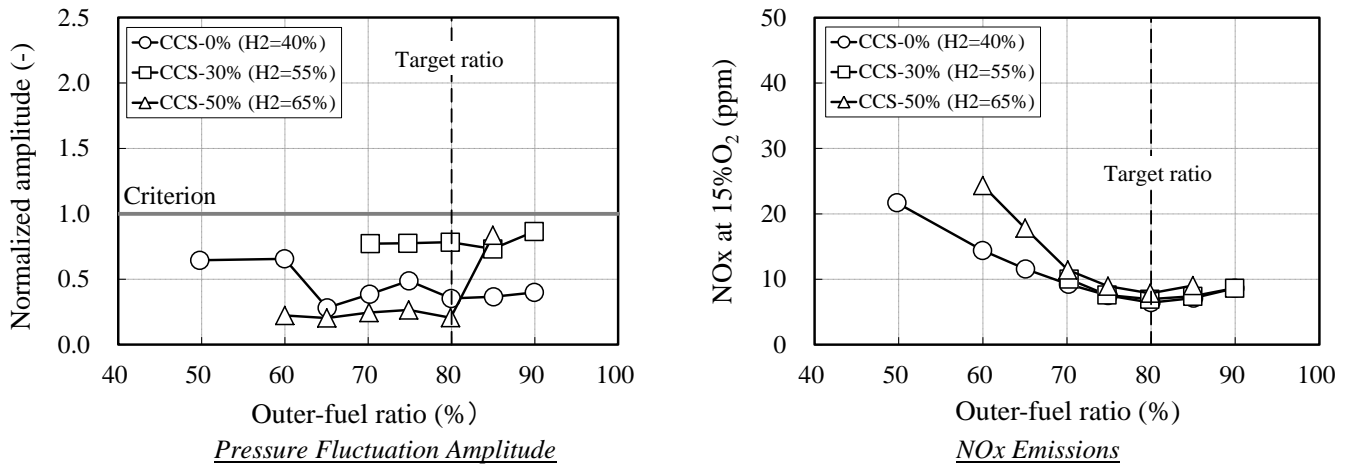 2.5
2.0
1.5
1.0
0.5
0.0
Normalized amplitude (-)
CCS-0% (H2=40%)
CCS-30% (H2=55%)
CCS-50% (H2=65%)
Target ratio
Criterion
40 50 60 70 80 90 100
Outer-fuel ratio (%)
Pressure Fluctuation Amplitude
50
40
30
20
10
0
NOx at 15%O₂ (ppm)
CCS-0% (H2=40%)
CCS-30% (H2=55%)
CCS-50% (H2=65%)
Target ratio
40 50 60 70 80 90 100
Outer-fuel ratio (%)
NOx Emissions